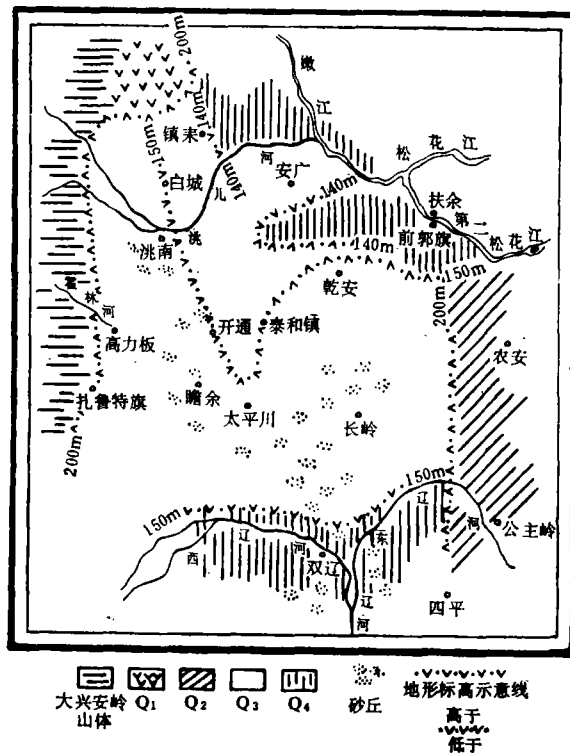 200m
嫩江
镇来
140m
150m
松花江
河
白城
安广
140m
140m
扶余
儿
第二
洮
前郭旗
松花江
洮南
140m
150m
乾安
200m
林河
开通
泰和镇
高力板
农安
瞻余
扎鲁特旗
太平川
长岭
200m
150m
150m
辽
河
东
辽
河
西
双辽
公主岭
辽河
四平
大兴安岭山体
Q₁
Q₂
Q₃
Q₄
砂丘
地形标高示意线
高于
低于